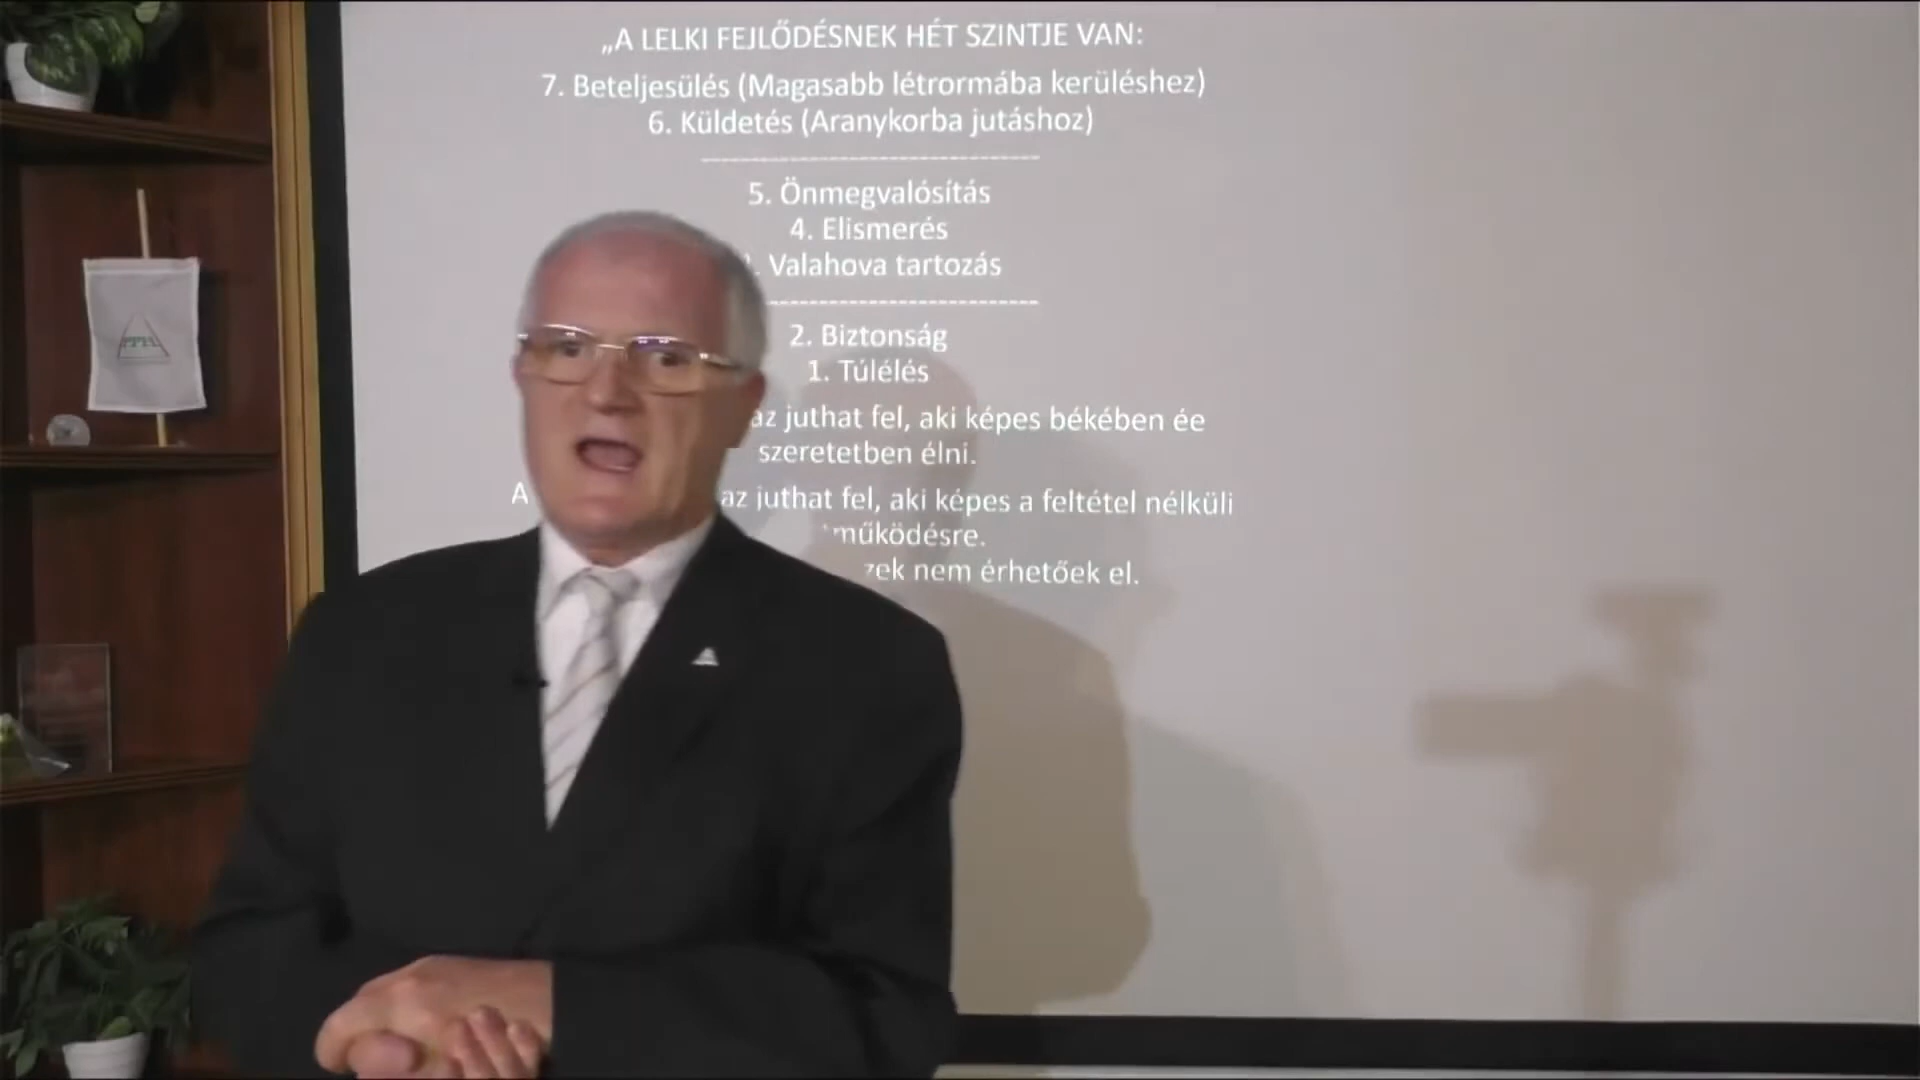 „A LELKI FEJLŐDÉSNEK HÉT SZINTJE VAN:
7. Beteljesülés (Magasabb létrormába kerüléshez)
6. Küldetés (Aranykorba jutáshoz)
---------------------------------
5. Önmegvalósítás
4. Elismerés
. Valahova tartozás
--------------------------
2. Biztonság
1. Túlélés
az juthat fel, aki képes békében ée
szeretetben élni.
A az juthat fel, aki képes a feltétel nélküli
működésre.
zek nem érhetőek el.